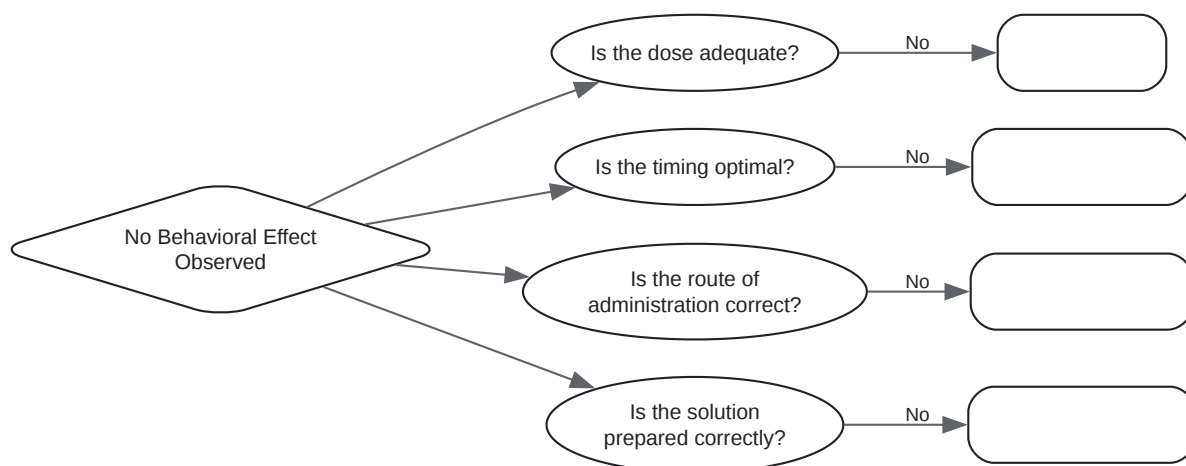 No Behavioral Effect
Observed
Is the dose adequate?
No
Is the timing optimal?
No
Is the route of
administration correct?
No
Is the solution
prepared correctly?
No